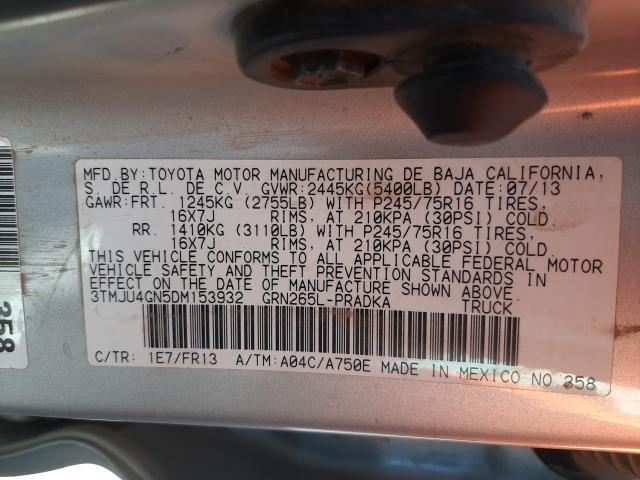 MFD.BY:TOYOTA MOTOR MANUFACTURING DE BAJA CALIFORNIA,
S. DE R.L. DE C.V. GVWR:2445KG(5400LB) DATE:07/13
GAWR:FRT. 1245KG (2755LB) WITH P245/75R16 TIRES,
16X7J RIMS, AT 210KPA (30PSI) COLD
RR. 1410KG (3110LB) WITH P245/75R16 TIRES,
16X7J RIMS, AT 210KPA (30PSI) COLD.
THIS VEHICLE CONFORMS TO ALL APPLICABLE FEDERAL MOTOR
VEHICLE SAFETY AND THEFT PREVENTION STANDARDS IN
EFFECT ON THE DATE OF MANUFACTURE SHOWN ABOVE.
3TMJU4GN5DM153932 GRN265L-PRADKA TRUCK
C/TR: 1E7/FR13 A/TM:A04C/A750E MADE IN MEXICO NO.358
358